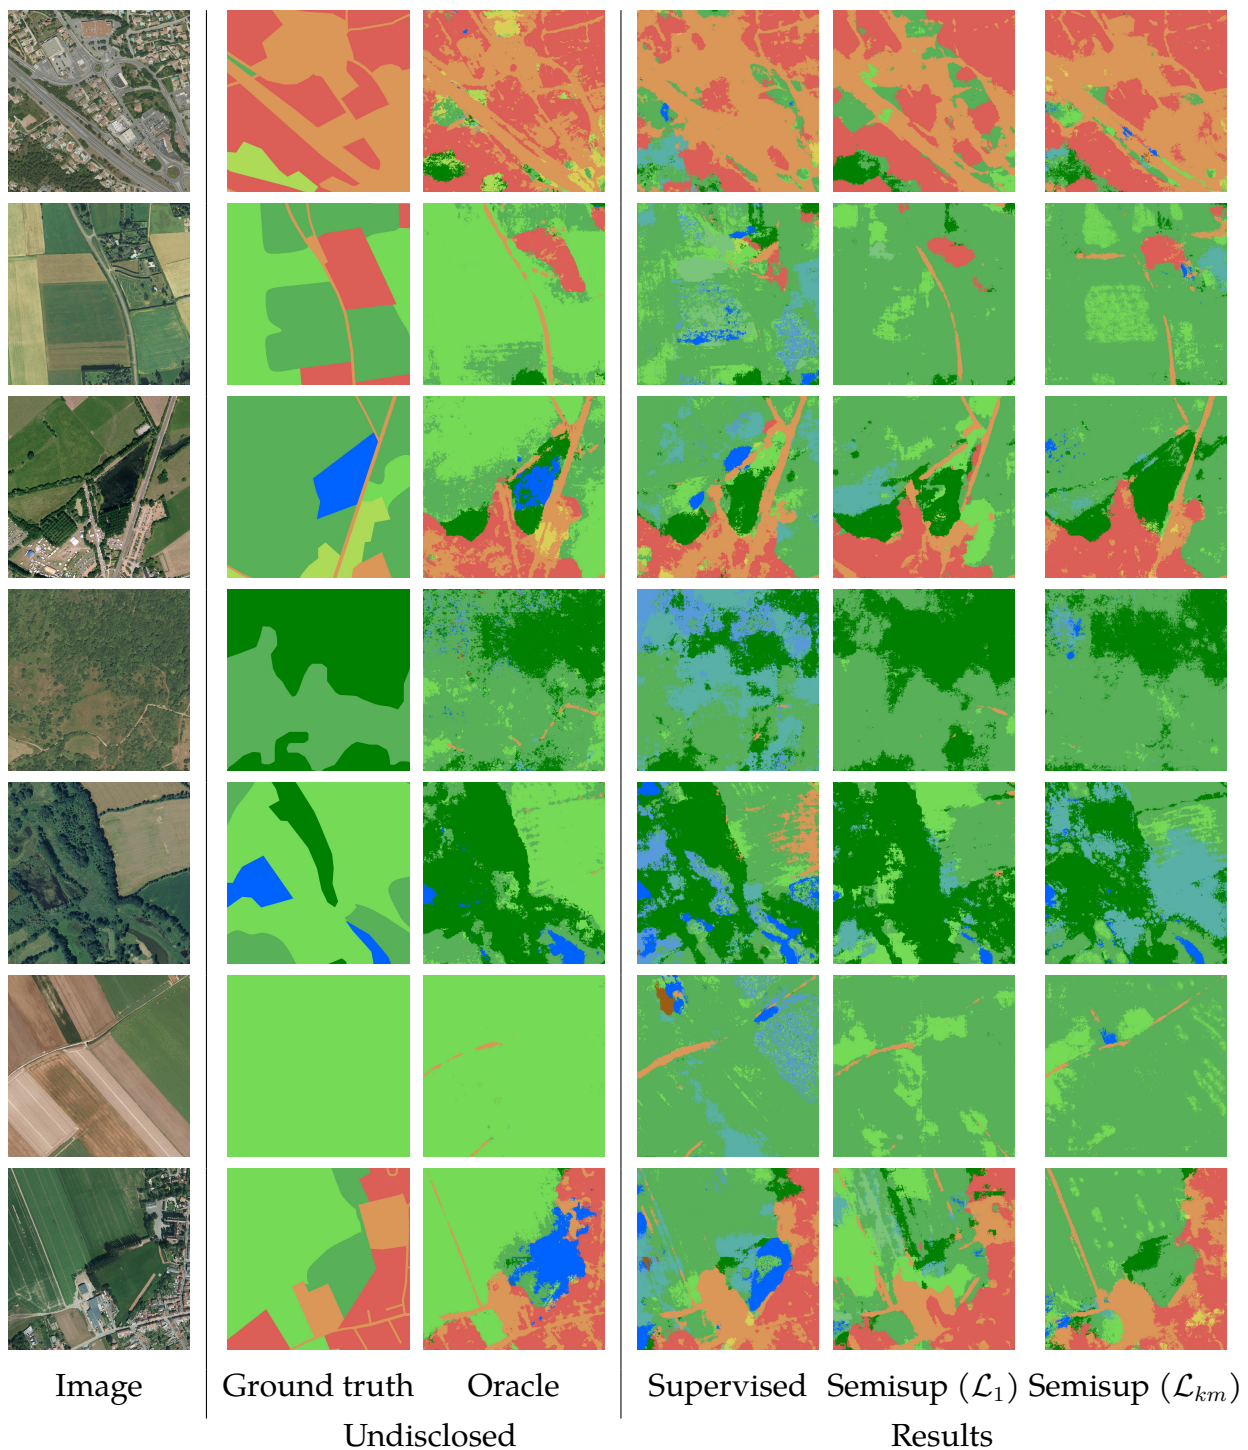 Image Ground truth Oracle Supervised Semisup (ℒ₁) Semisup (ℒₖₘ)
Undisclosed Results